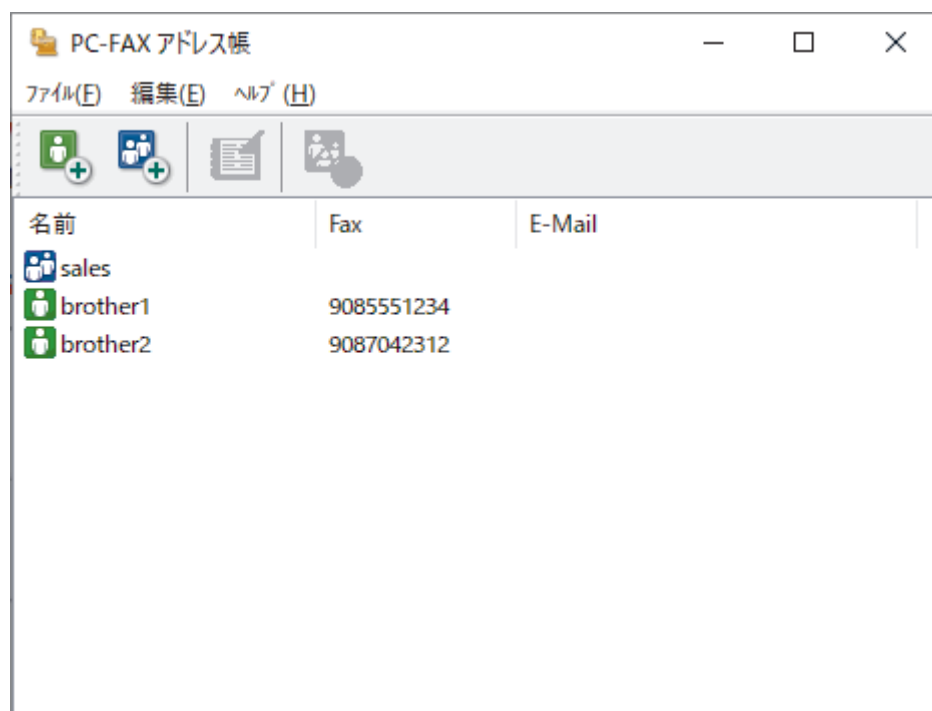 PC-FAX アドレス帳
ﾌｧｲﾙ(F) 編集(E) ﾍﾙﾌﾟ(H)
名前 Fax E-Mail
sales
brother1 9085551234
brother2 9087042312